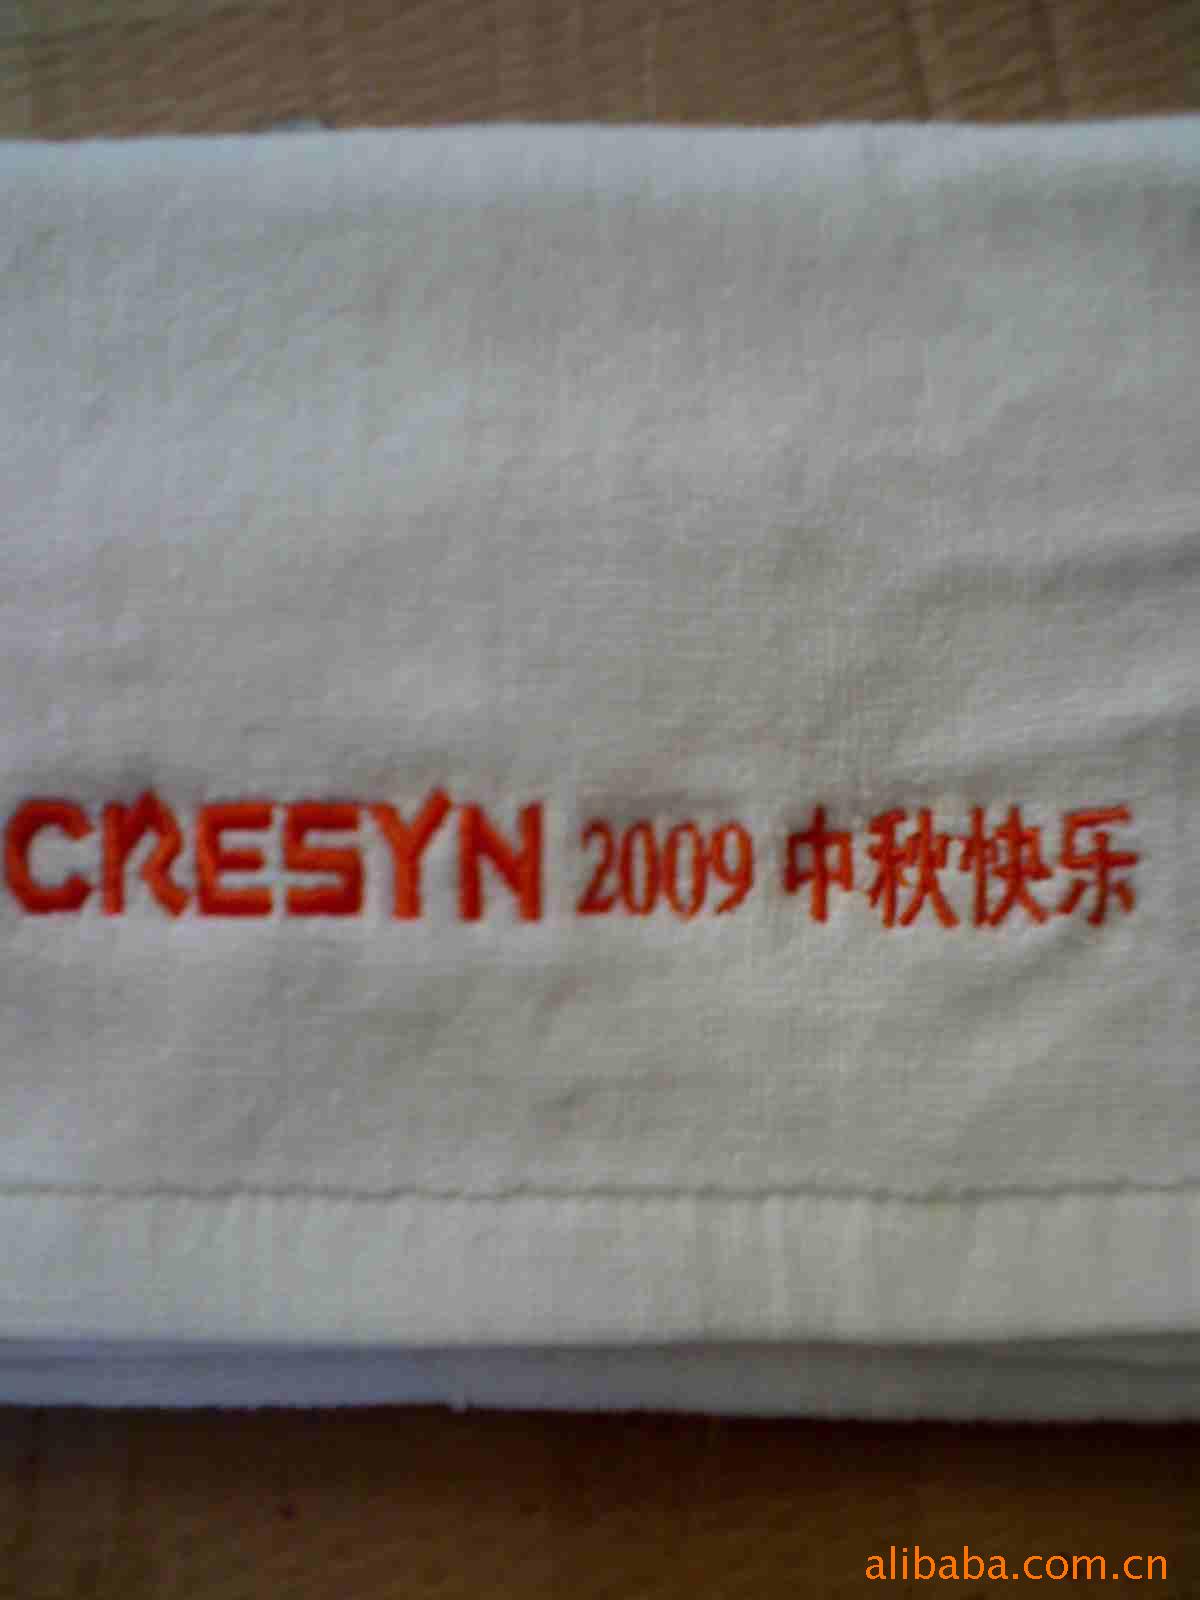 CRESYN 2009 中秋快乐
alibaba.com.cn